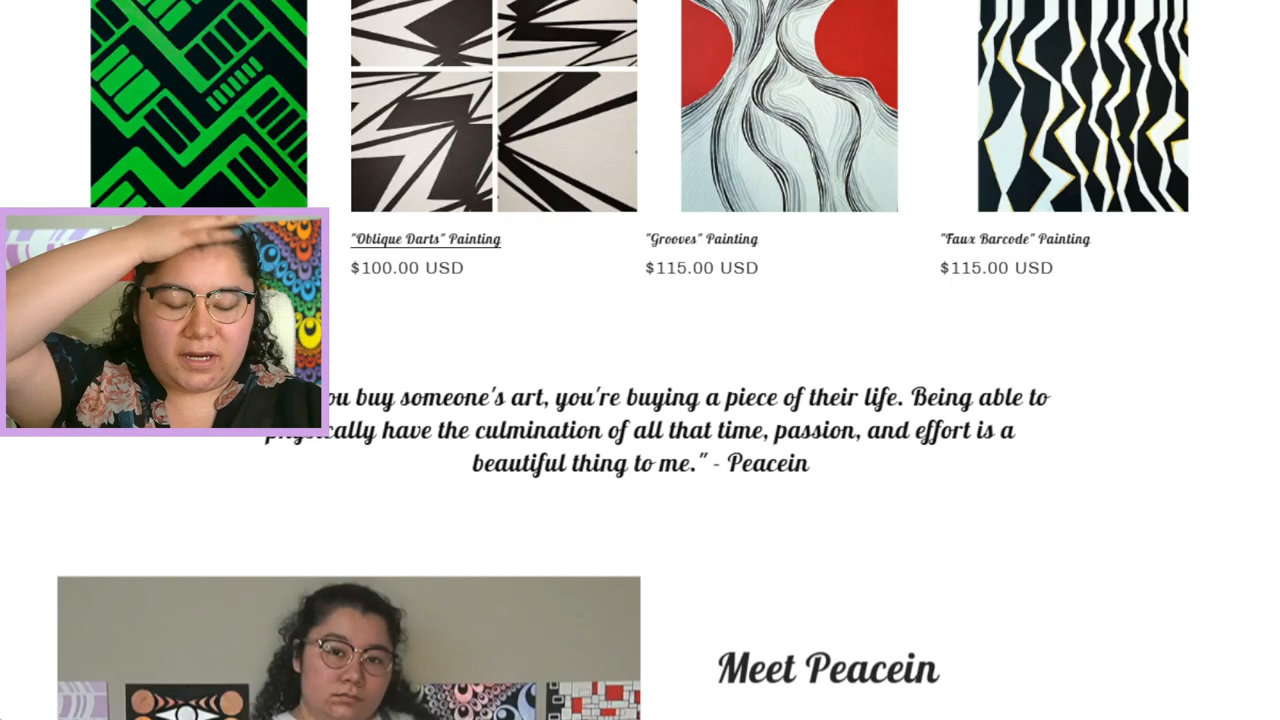 "Oblique Darts" Painting
$100.00 USD
"Grooves" Painting
$115.00 USD
"Faux Barcode" Painting
$115.00 USD
buy someone's art, you're buying a piece of their life. Being able to
have the culmination of all that time, passion, and effort is a
beautiful thing to me." - Peacein
Meet Peacein